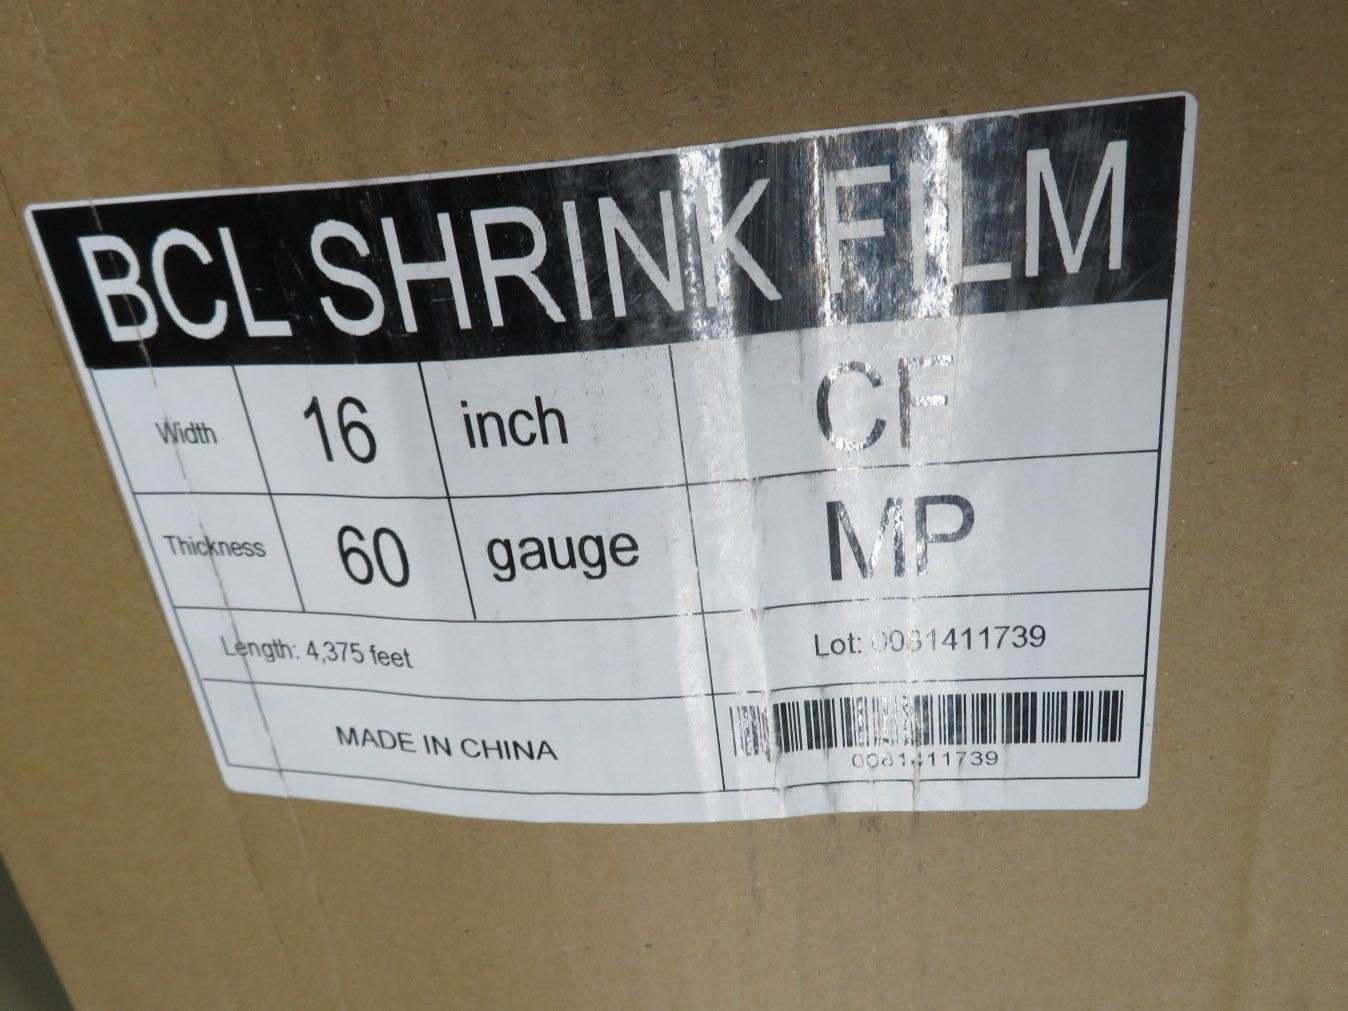 BCL SHRINK FILM
Width 16 inch CF
Thickness 60 gauge MP
Length: 4,375 feet Lot: 0081411739
MADE IN CHINA
0081411739